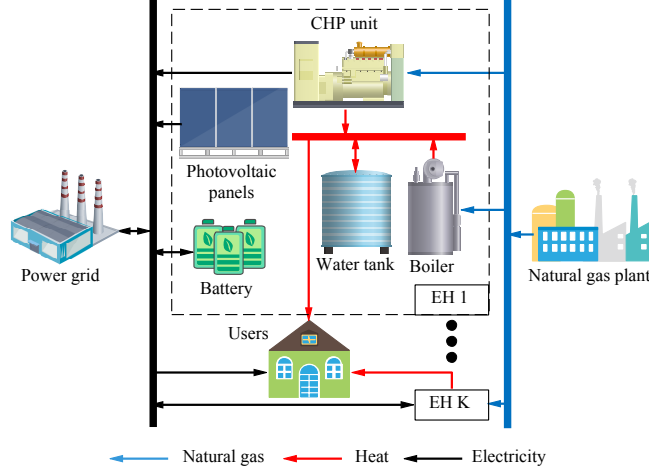 CHP unit
Photovoltaic
panels
Power grid
Battery
Water tank
Boiler
Natural gas plant
EH 1
Users
EH K
Natural gas
Heat
Electricity